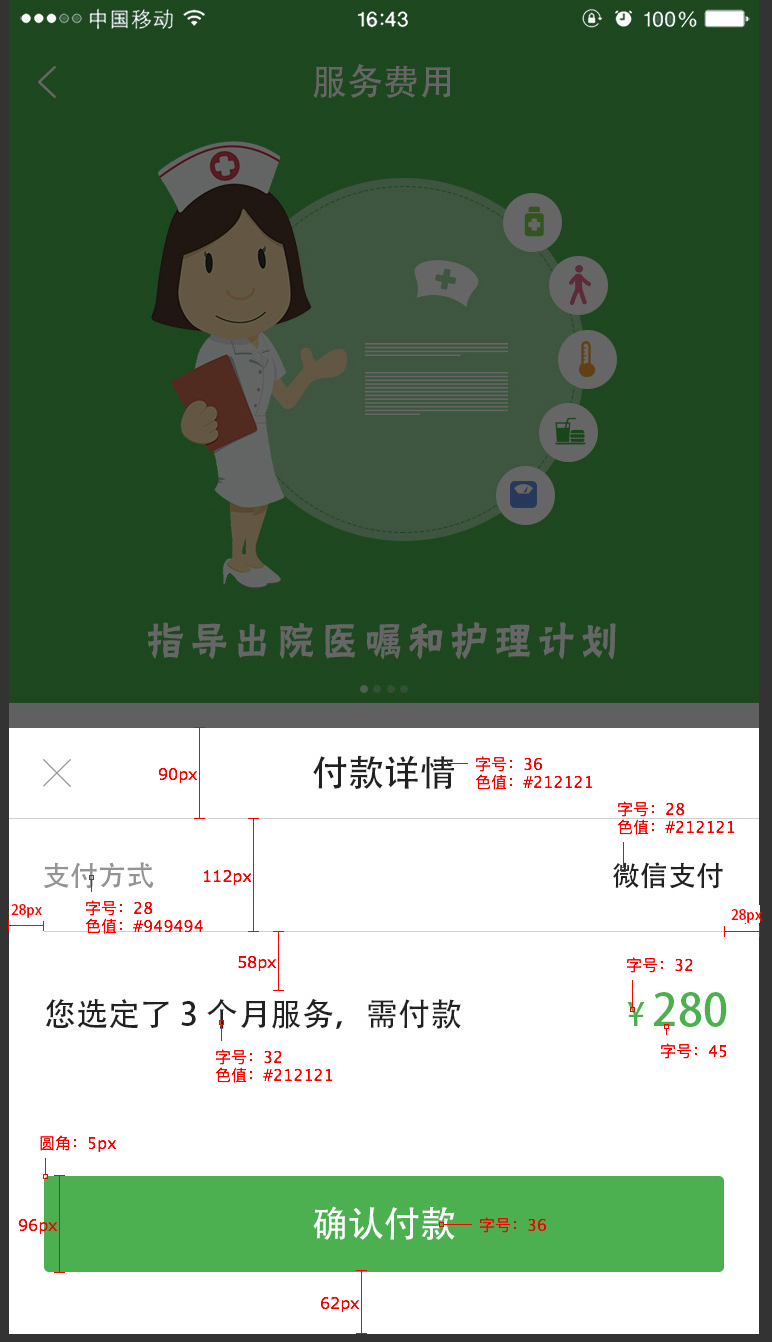 中国移动 16:43 100%
服务费用
指导出院医嘱和护理计划
90px
付款详情
字号：36
色值：#212121
字号：28
色值：#212121
支付方式
112px
微信支付
字号：28
色值：#949494
28px
28px
58px
字号：32
您选定了 3 个月服务，需付款
¥ 280
字号：32
色值：#212121
字号：45
圆角：5px
96px
确认付款
字号：36
62px